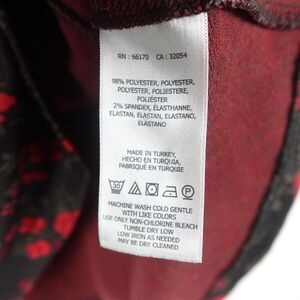 RN : 66170 CA : 32054
98% POLYESTER, POLYESTER,
POLYESTER, POLIESTERE,
POLIÉSTER
2% SPANDEX, ÉLASTHANNE,
ELASTAN, ELASTAN, ELASTANO,
ELASTANO
MADE IN TURKEY,
HECHO EN TURQUIA,
FABRIQUÉ EN TURQUIE
30
P
MACHINE WASH COLD GENTLE
WITH LIKE COLORS
USE ONLY NON-CHLORINE BLEACH
TUMBLE DRY LOW
LOW IRON AS NEEDED
MAY BE DRY CLEANED